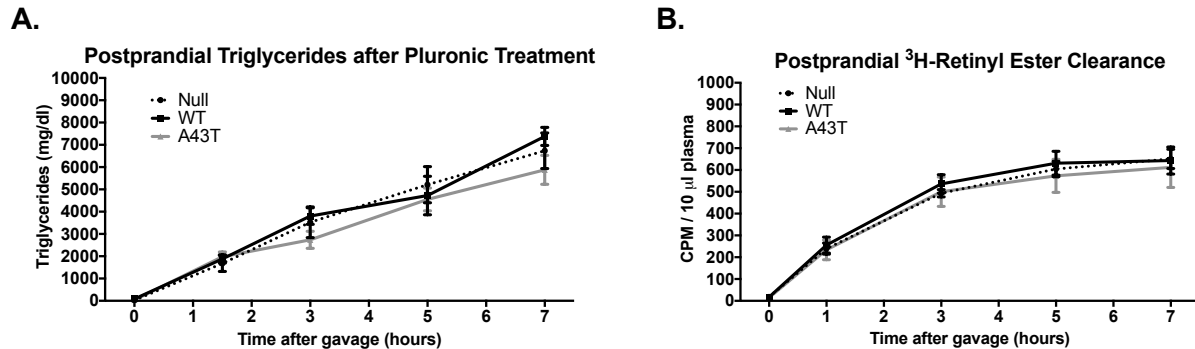 A.
Postprandial Triglycerides after Pluronic Treatment
Triglycerides (mg/dl)
10000
9000
8000
7000
6000
5000
4000
3000
2000
1000
0
Null
WT
A43T
0 1 2 3 4 5 6 7
Time after gavage (hours)
B.
Postprandial ³H-Retinyl Ester Clearance
CPM / 10 µl plasma
1000
900
800
700
600
500
400
300
200
100
0
Null
WT
A43T
0 1 2 3 4 5 6 7
Time after gavage (hours)